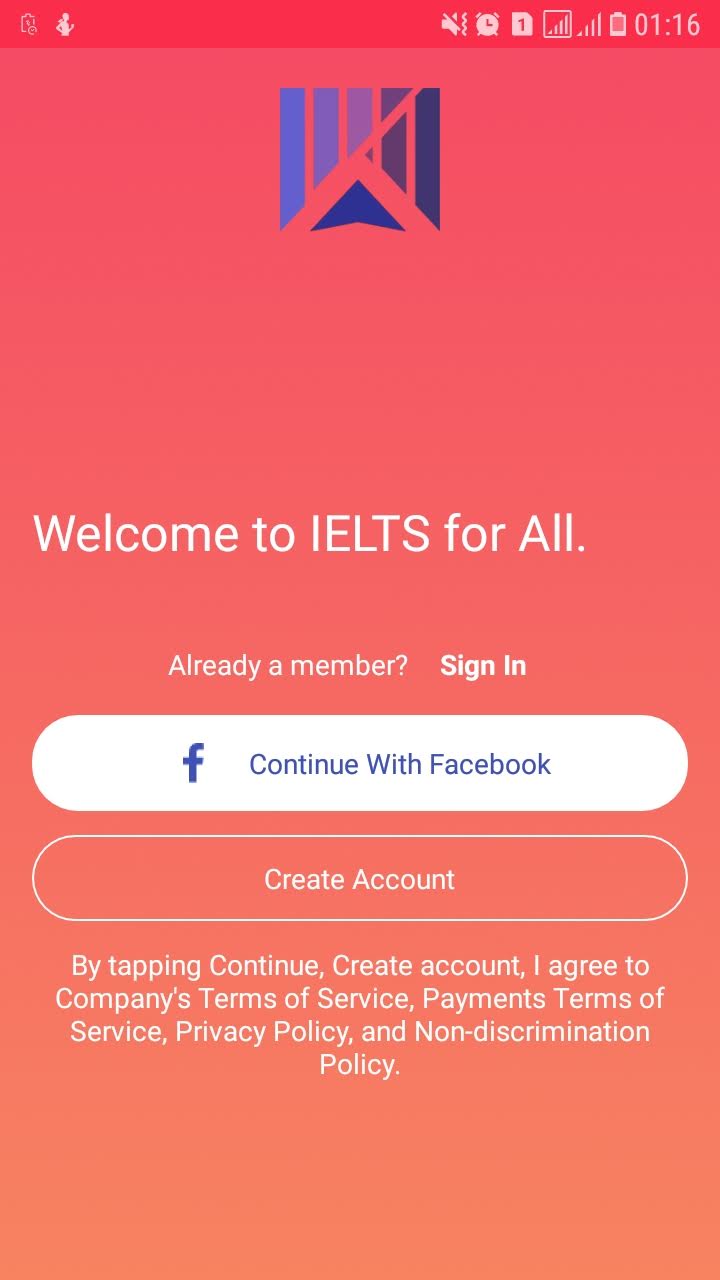 1 01:16
Welcome to IELTS for All.
Already a member? Sign In
f Continue With Facebook
Create Account
By tapping Continue, Create account, I agree to
Company's Terms of Service, Payments Terms of
Service, Privacy Policy, and Non-discrimination
Policy.